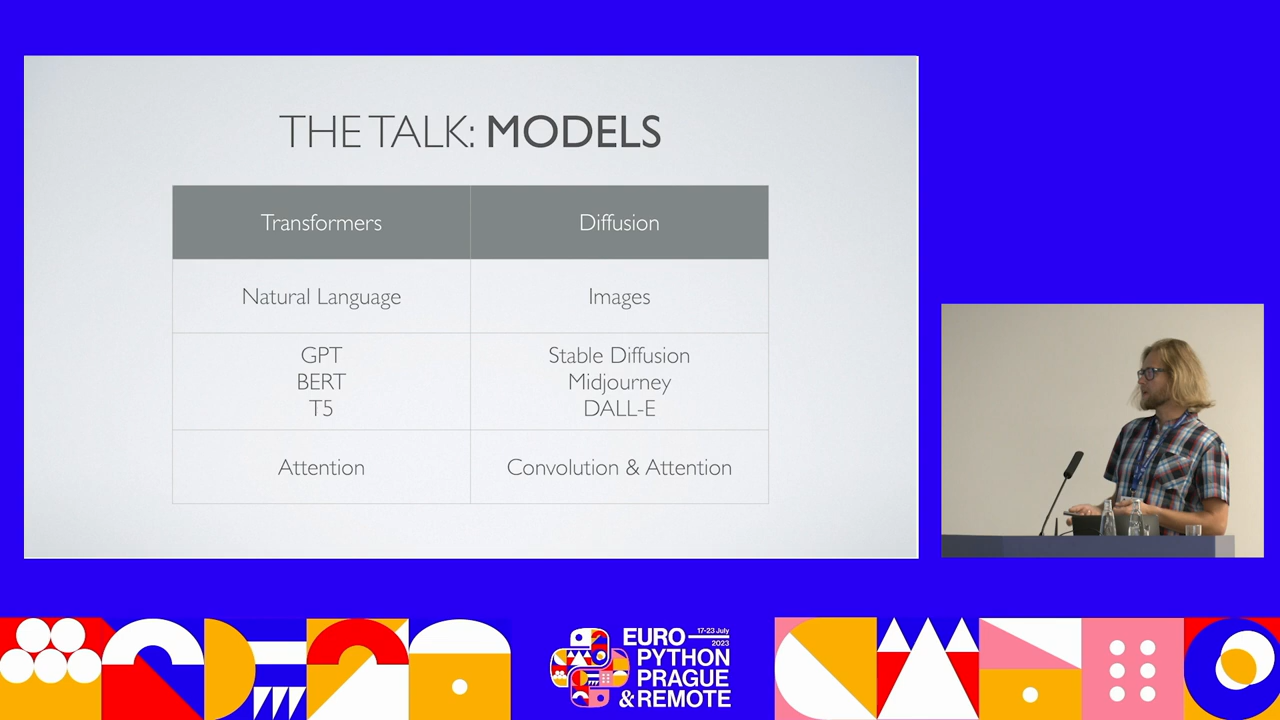 THE TALK: MODELS
Transformers
Diffusion
Natural Language
Images
GPT
BERT
T5
Stable Diffusion
Midjourney
DALL-E
Attention
Convolution & Attention
EURO
17-23 July
2023
PYTHON
PRAGUE
& REMOTE